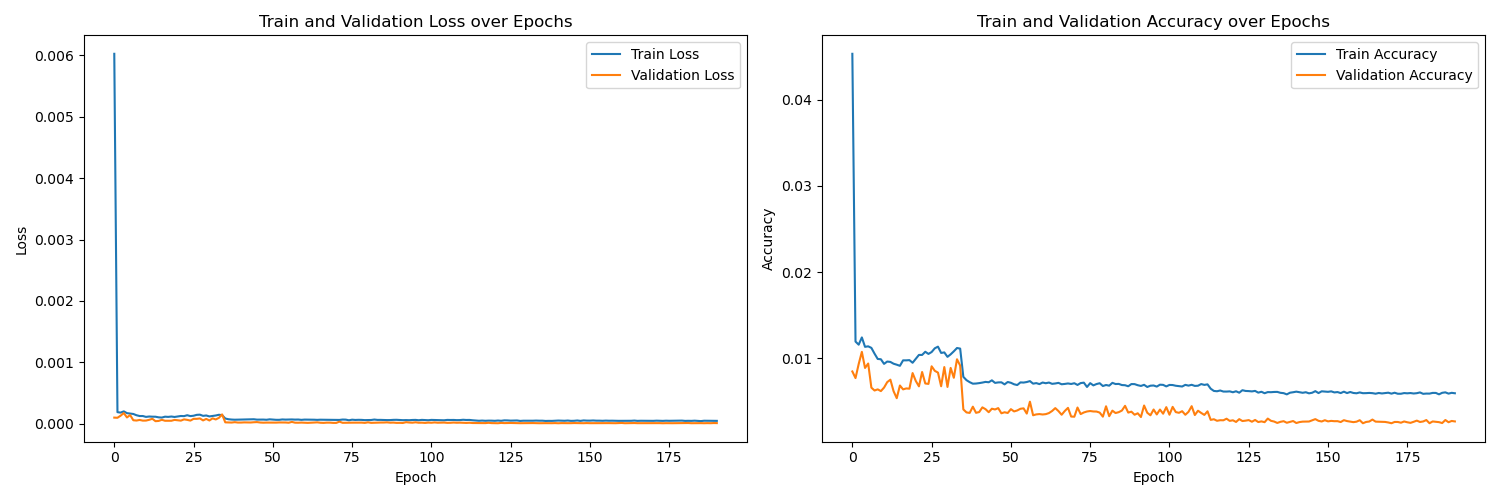 Train and Validation Loss over Epochs
0.006
0.005
0.004
0.003
0.002
0.001
0.000
Loss
Train Loss
Validation Loss
0 25 50 75 100 125 150 175
Epoch
Train and Validation Accuracy over Epochs
0.04
0.03
0.02
0.01
Accuracy
Train Accuracy
Validation Accuracy
0 25 50 75 100 125 150 175
Epoch